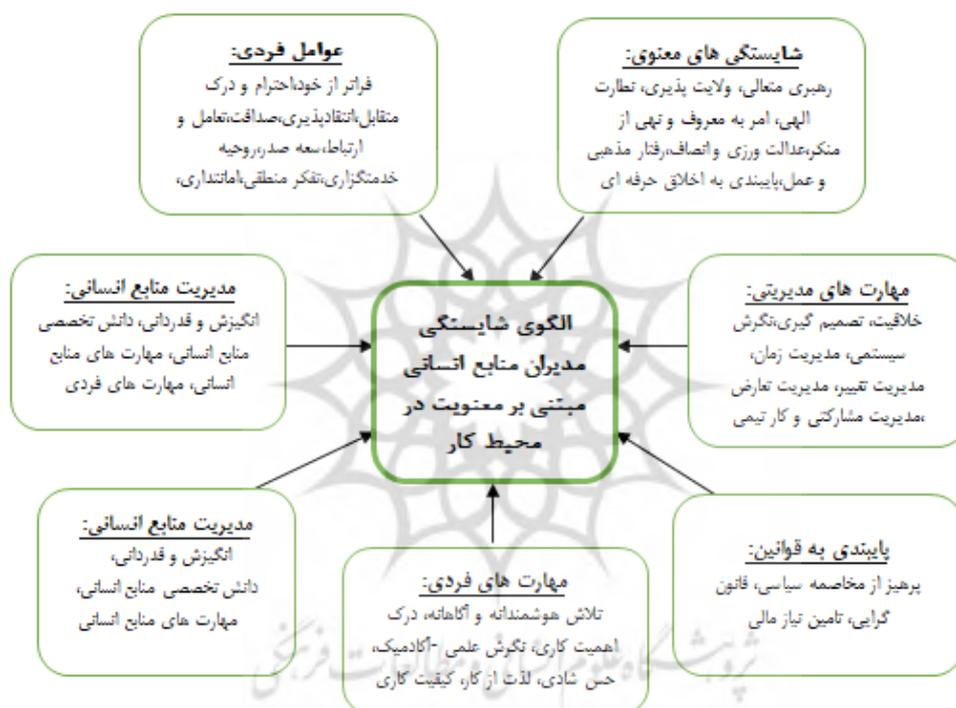 شایستگی های معنوی:
رهبری متعالی، ولایت پذیری، نظارت
الهی، امر به معروف و نهی از
منکر،عدالت ورزی و انصاف،رفتار مذهبی
و عمل،پایبندی به اخلاق حرفه ای
عوامل فردی:
فراتر از خود،احترام و درک
متقابل،انتقادپذیری،صداقت،تعامل و
ارتباط،سعه صدر،روحیه
خدمتگزاری،تفکر منطقی،امانتداری،
مهارت های مدیریتی:
خلاقیت، تصمیم گیری،نگرش
سیستمی، مدیریت زمان،
مدیریت تغییر، مدیریت تعارض
،مدیریت مشارکتی و کار تیمی
الگوی شایستگی
مدیران منابع انسانی
مبتنی بر معنویت در
محیط کار
مدیریت منابع انسانی:
انگیزش و قدردانی، دانش تخصصی
منابع انسانی، مهارت های منابع
انسانی، مهارت های فردی
پایبندی به قوانین:
پرهیز از مخاصمه سیاسی، قانون
گرایی، تامین نیاز مالی
مهارت های فردی:
تلاش هوشمندانه و آگاهانه، درک
اهمیت کاری، نگرش علمی -آکادمیک،
حس شادی، لذت از کار، کیفیت کاری
مدیریت منابع انسانی:
انگیزش و قدردانی،
دانش تخصصی منابع انسانی،
مهارت های منابع انسانی
پژوهشگاه علوم انسانی و مطالعات فرهنگی